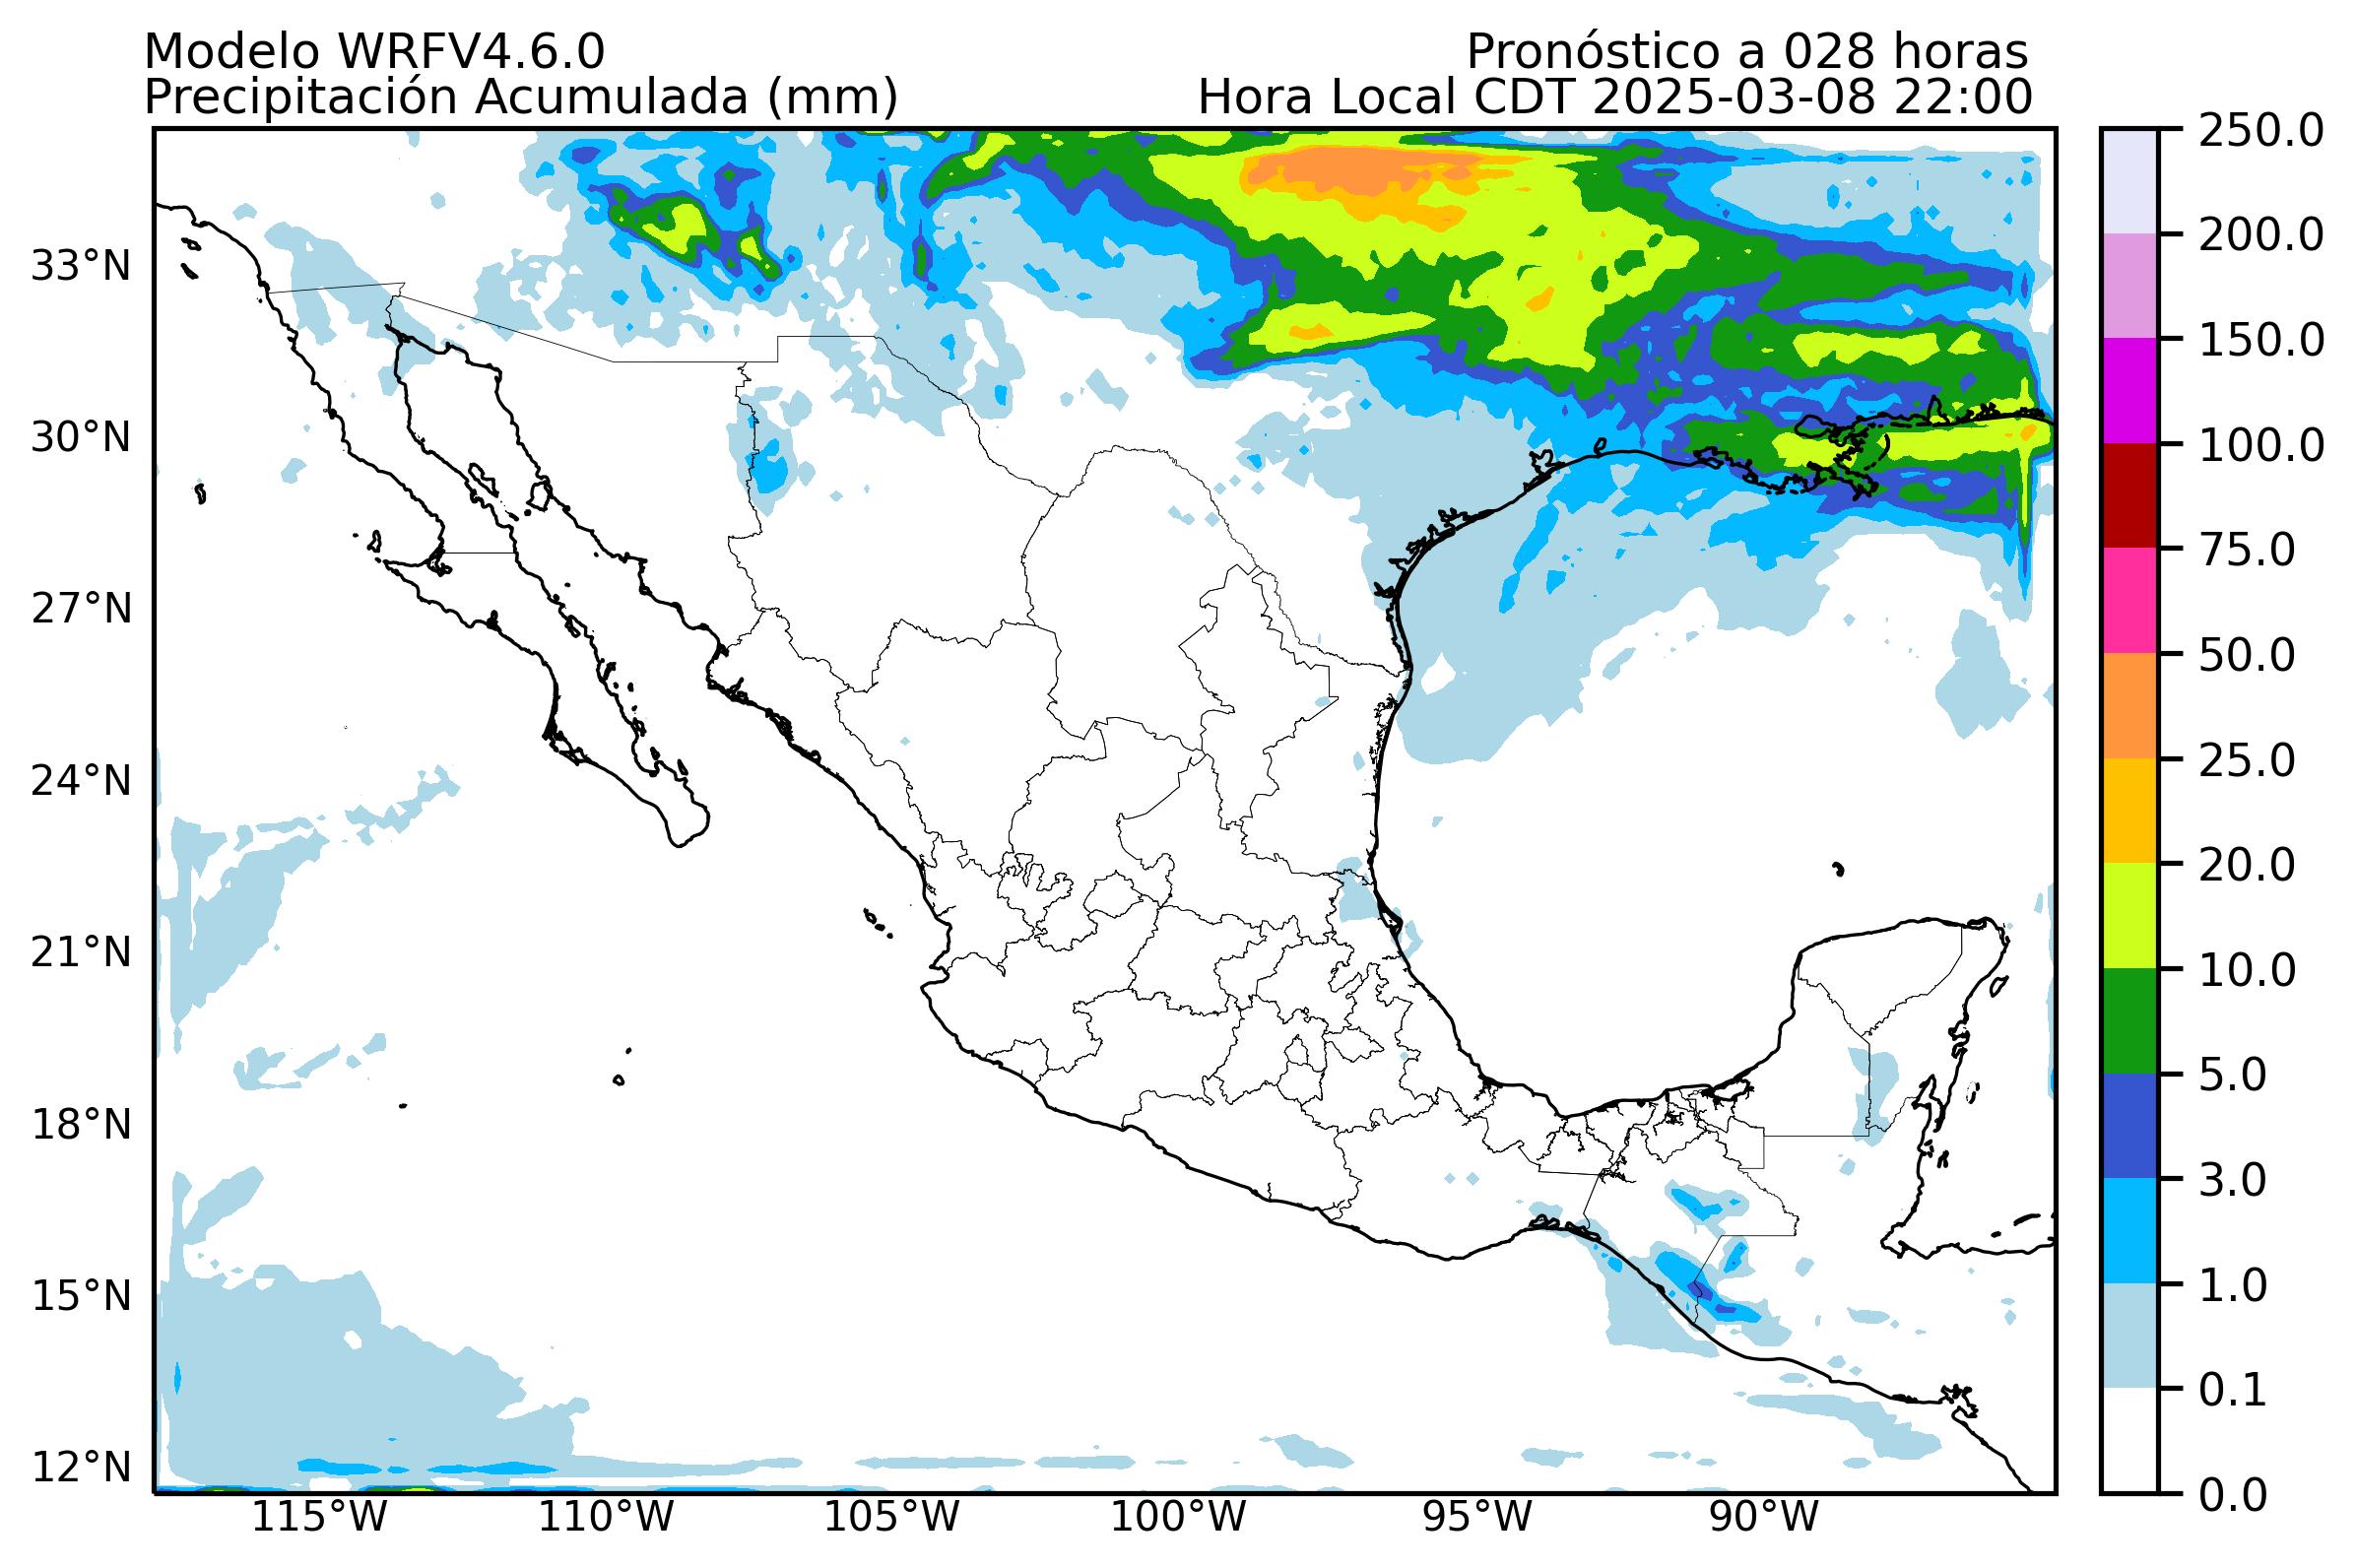 Modelo WRFV4.6.0
Pronóstico a 028 horas
Precipitación Acumulada (mm)
Hora Local CDT 2025-03-08 22:00
33°N
30°N
27°N
24°N
21°N
18°N
15°N
12°N
115°W
110°W
105°W
100°W
95°W
90°W
250.0
200.0
150.0
100.0
75.0
50.0
25.0
20.0
10.0
5.0
3.0
1.0
0.1
0.0